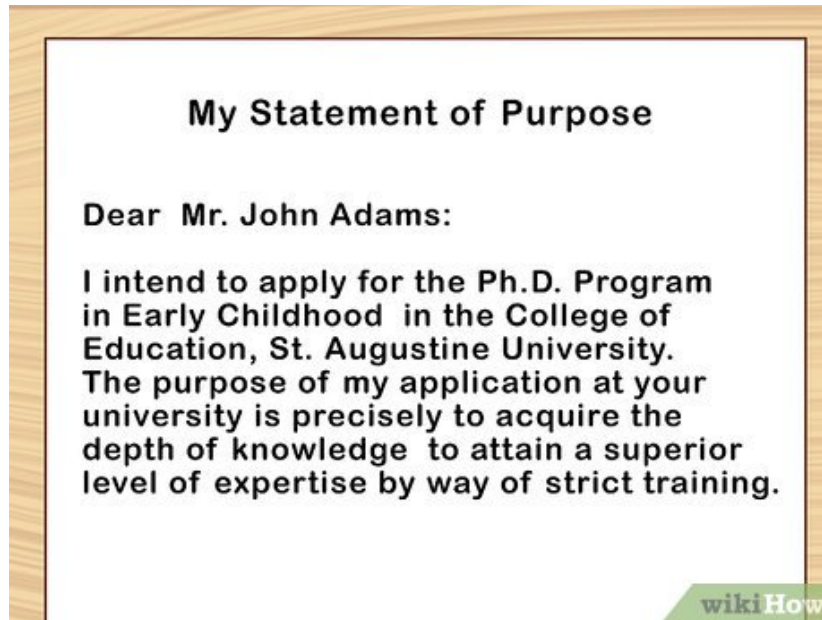 My Statement of Purpose
Dear Mr. John Adams:
I intend to apply for the Ph.D. Program
in Early Childhood in the College of
Education, St. Augustine University.
The purpose of my application at your
university is precisely to acquire the
depth of knowledge to attain a superior
level of expertise by way of strict training.
wikiHow